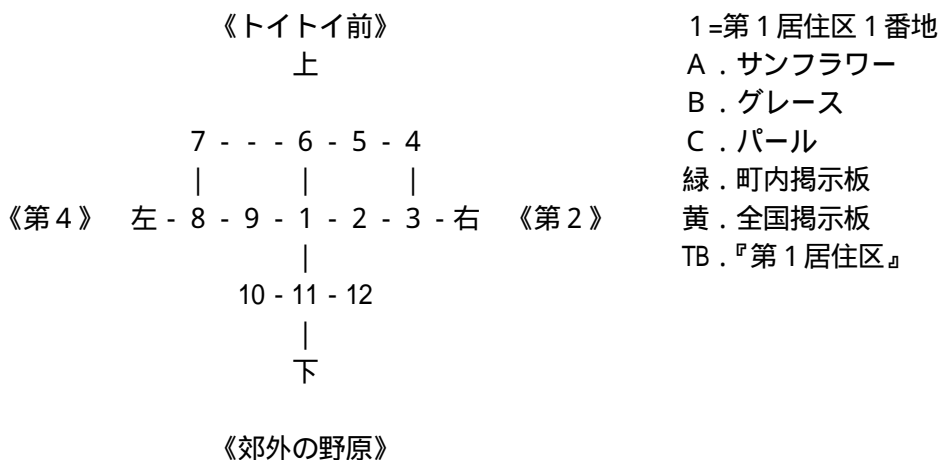 《トイトイ前》
上
7 - - - 6 - 5 - 4
｜ ｜ ｜
《第４》 左 - 8 - 9 - 1 - 2 - 3 - 右 《第２》
｜
10 - 11 - 12
｜
下
《郊外の野原》
１=第１居住区１番地
Ａ．サンフラワー
Ｂ．グレース
Ｃ．パール
緑．町内掲示板
黄．全国掲示板
TB．『第１居住区』